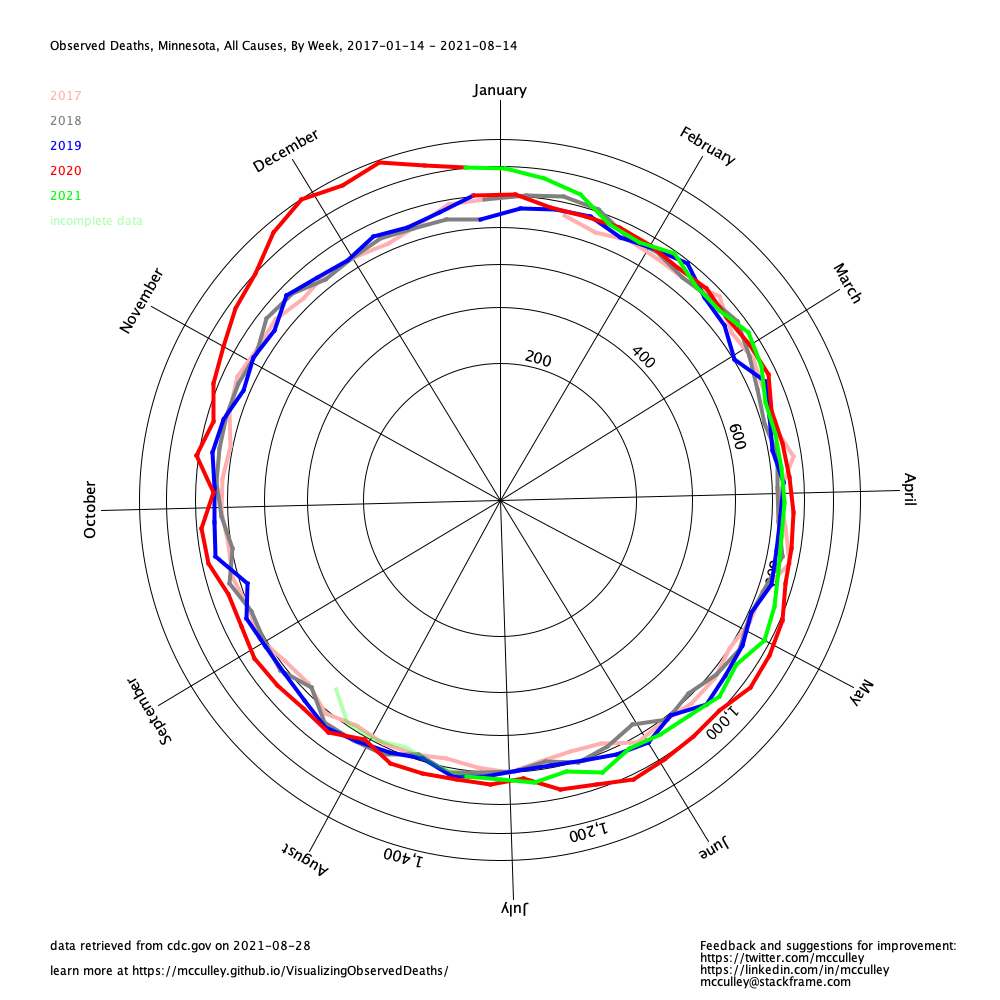 Observed Deaths, Minnesota, All Causes, By Week, 2017-01-14 - 2021-08-14
2017
2018
2019
2020
2021
incomplete data
January
February
March
April
May
June
July
August
September
October
November
December
200
400
600
1,000
1,200
1,400
data retrieved from cdc.gov on 2021-08-28
learn more at https://mcculley.github.io/VisualizingObservedDeaths/
Feedback and suggestions for improvement:
https://twitter.com/mcculley
https://linkedin.com/in/mcculley
mcculley@stackframe.com